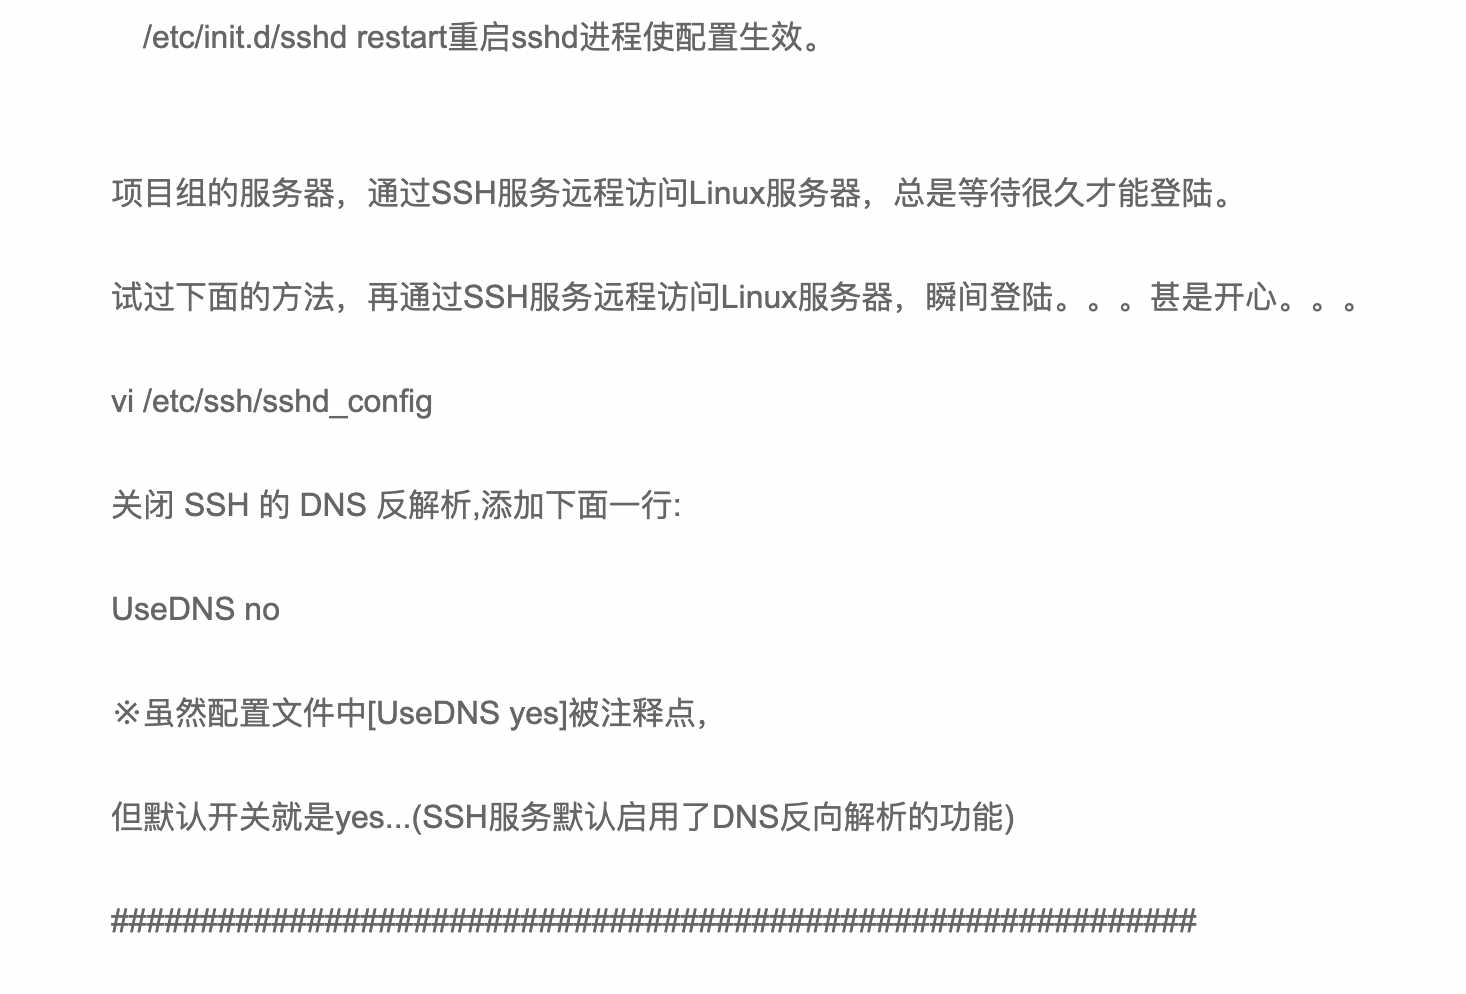 /etc/init.d/sshd restart重启sshd进程使配置生效。
项目组的服务器，通过SSH服务远程访问Linux服务器，总是等待很久才能登陆。
试过下面的方法，再通过SSH服务远程访问Linux服务器，瞬间登陆。。。甚是开心。。。
vi /etc/ssh/sshd_config
关闭 SSH 的 DNS 反解析,添加下面一行:
UseDNS no
※虽然配置文件中[UseDNS yes]被注释点，
但默认开关就是yes...(SSH服务默认启用了DNS反向解析的功能)
#############################################################